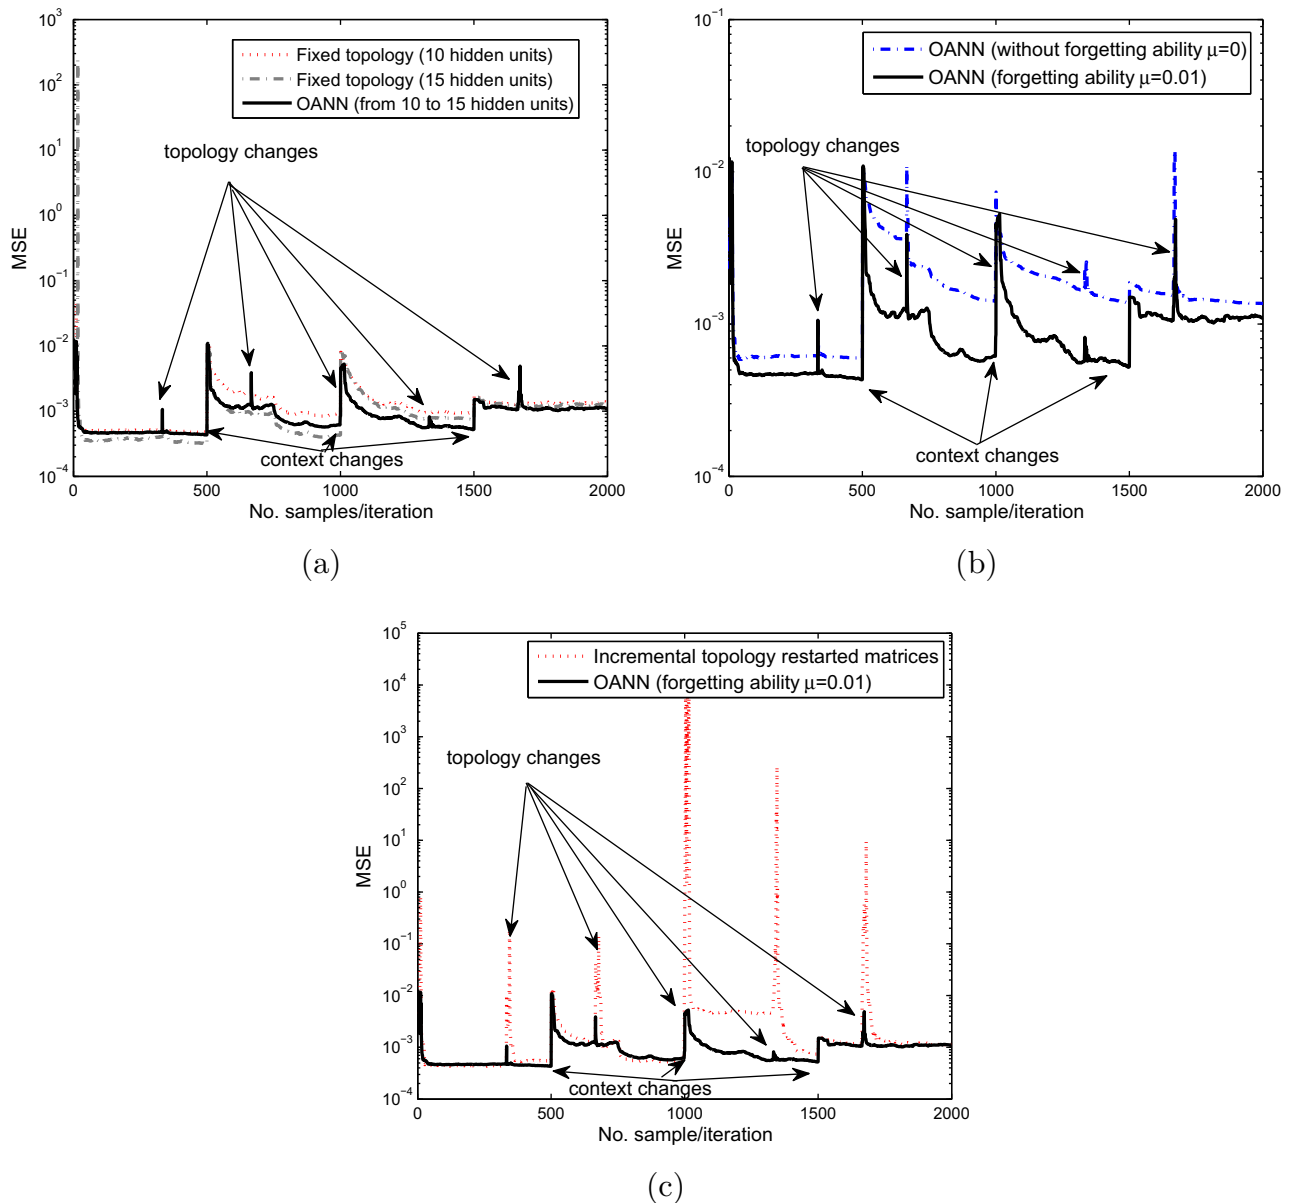 10^3
10^2
10^1
10^0
10^-1
10^-2
10^-3
10^-4
MSE
Fixed topology (10 hidden units)
Fixed topology (15 hidden units)
OANN (from 10 to 15 hidden units)
topology changes
context changes
0 500 1000 1500 2000
No. samples/iteration
(a)
10^-1
10^-2
10^-3
10^-4
MSE
OANN (without forgetting ability μ=0)
OANN (forgetting ability μ=0.01)
topology changes
context changes
0 500 1000 1500 2000
No. sample/iteration
(b)
10^5
10^4
10^3
10^2
10^1
10^0
10^-1
10^-2
10^-3
10^-4
MSE
Incremental topology restarted matrices
OANN (forgetting ability μ=0.01)
topology changes
context changes
0 500 1000 1500 2000
No. sample/iteration
(c)